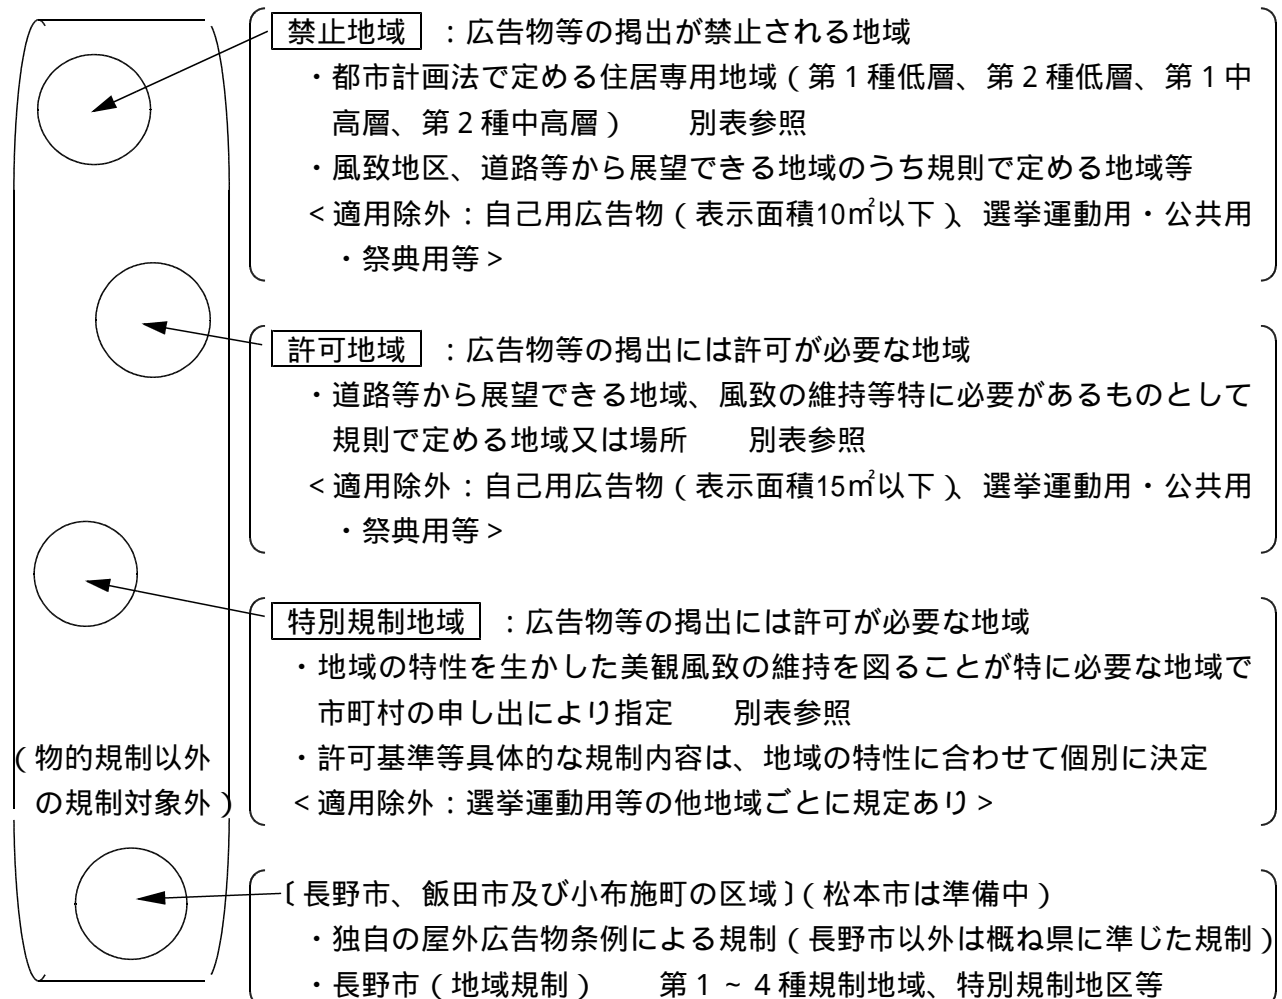 禁止地域 ：広告物等の掲出が禁止される地域
・都市計画法で定める住居専用地域（第１種低層、第２種低層、第１中
高層、第２種中高層） 別表参照
・風致地区、道路等から展望できる地域のうち規則で定める地域等
＜適用除外：自己用広告物（表示面積10㎡以下）、選挙運動用・公共用
・祭典用等＞
許可地域 ：広告物等の掲出には許可が必要な地域
・道路等から展望できる地域、風致の維持等特に必要があるものとして
規則で定める地域又は場所 別表参照
＜適用除外：自己用広告物（表示面積15㎡以下）、選挙運動用・公共用
・祭典用等＞
特別規制地域 ：広告物等の掲出には許可が必要な地域
・地域の特性を生かした美観風致の維持を図ることが特に必要な地域で
市町村の申し出により指定 別表参照
・許可基準等具体的な規制内容は、地域の特性に合わせて個別に決定
＜適用除外：選挙運動用等の他地域ごとに規定あり＞
（物的規制以外
の規制対象外）
〔長野市、飯田市及び小布施町の区域〕（松本市は準備中）
・独自の屋外広告物条例による規制（長野市以外は概ね県に準じた規制）
・長野市（地域規制） 第１～４種規制地域、特別規制地区等